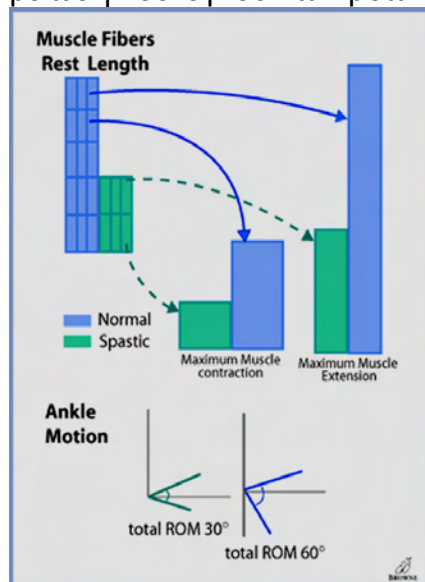 Muscle Fibers
Rest Length
Normal
Spastic
Maximum Muscle
contraction
Maximum Muscle
Extension
Ankle
Motion
total ROM 30°
total ROM 60°
BROWNE